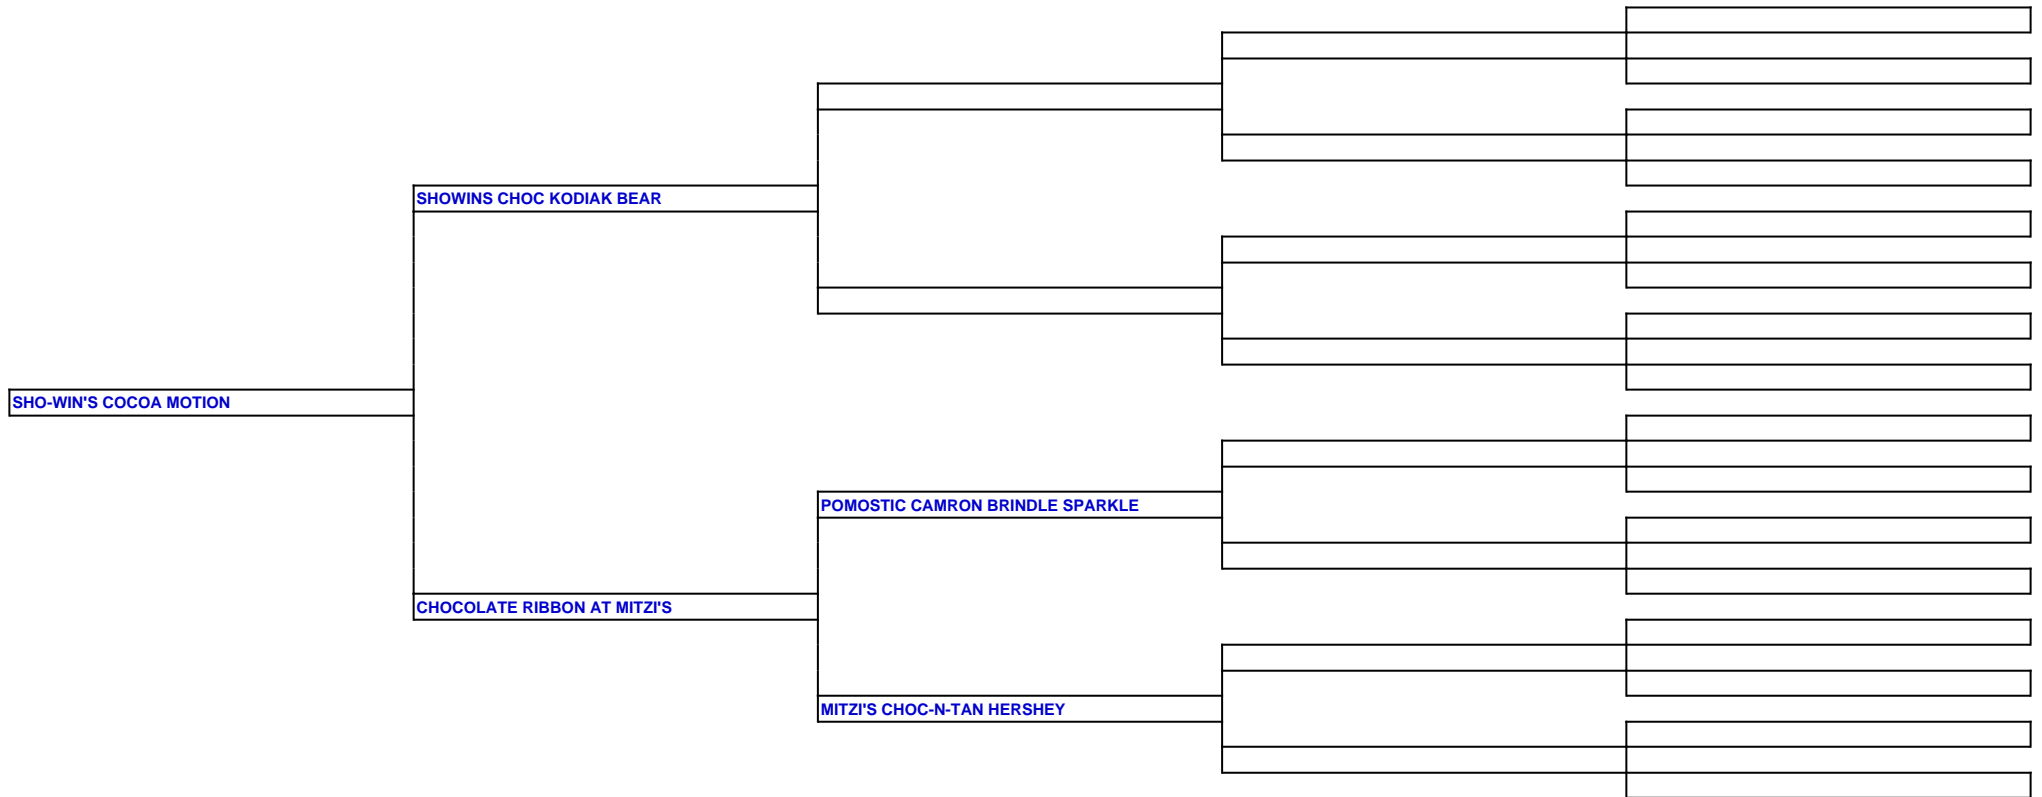 SHOWINS CHOC KODIAK BEAR
SHO-WIN'S COCOA MOTION
POMOSTIC CAMRON BRINDLE SPARKLE
CHOCOLATE RIBBON AT MITZI'S
MITZI'S CHOC-N-TAN HERSHEY